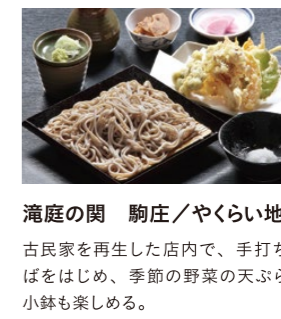 滝庭の関　駒庄／やくらい地
古民家を再生した店内で、手打ち
ばをはじめ、季節の野菜の天ぷら
小鉢も楽しめる。